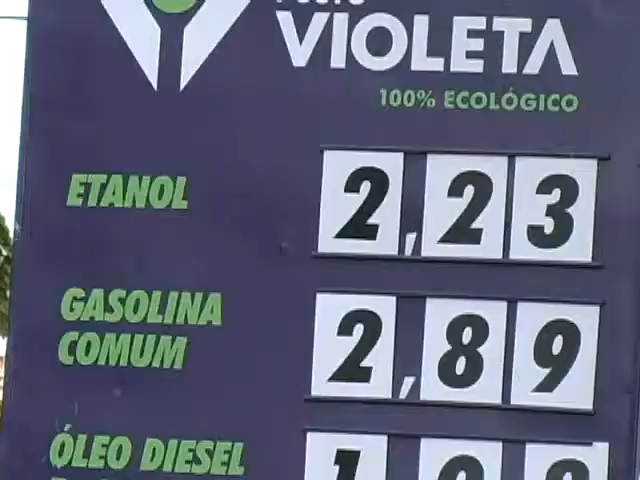 VIOLETA
100% ECOLÓGICO
ETANOL 2,23
GASOLINA
COMUM 2,89
ÓLEO DIESEL